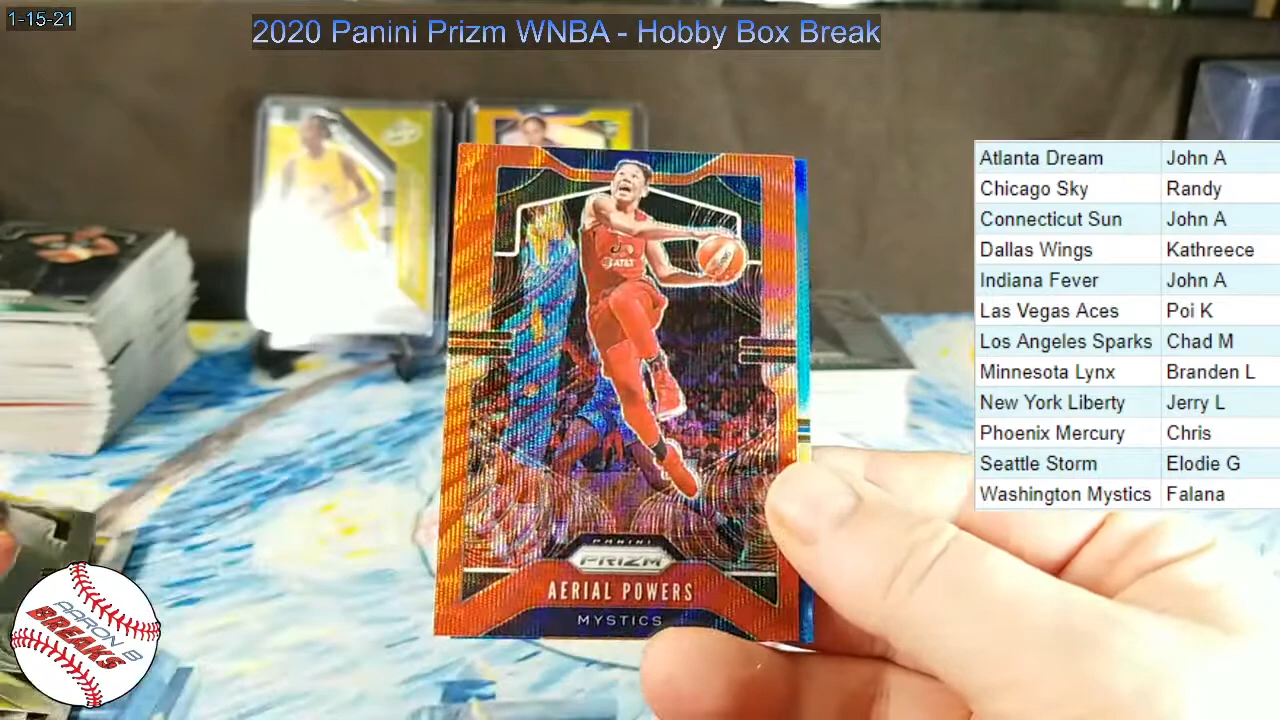 1-15-21
2020 Panini Prizm WNBA - Hobby Box Break
Atlanta Dream John A
Chicago Sky Randy
Connecticut Sun John A
Dallas Wings Kathreece
Indiana Fever John A
Las Vegas Aces Poi K
Los Angeles Sparks Chad M
Minnesota Lynx Branden L
New York Liberty Jerry L
Phoenix Mercury Chris
Seattle Storm Elodie G
Washington Mystics Falana
AT&T
PANINI
PRIZM
AERIAL POWERS
MYSTICS
AARON B
BREAKS